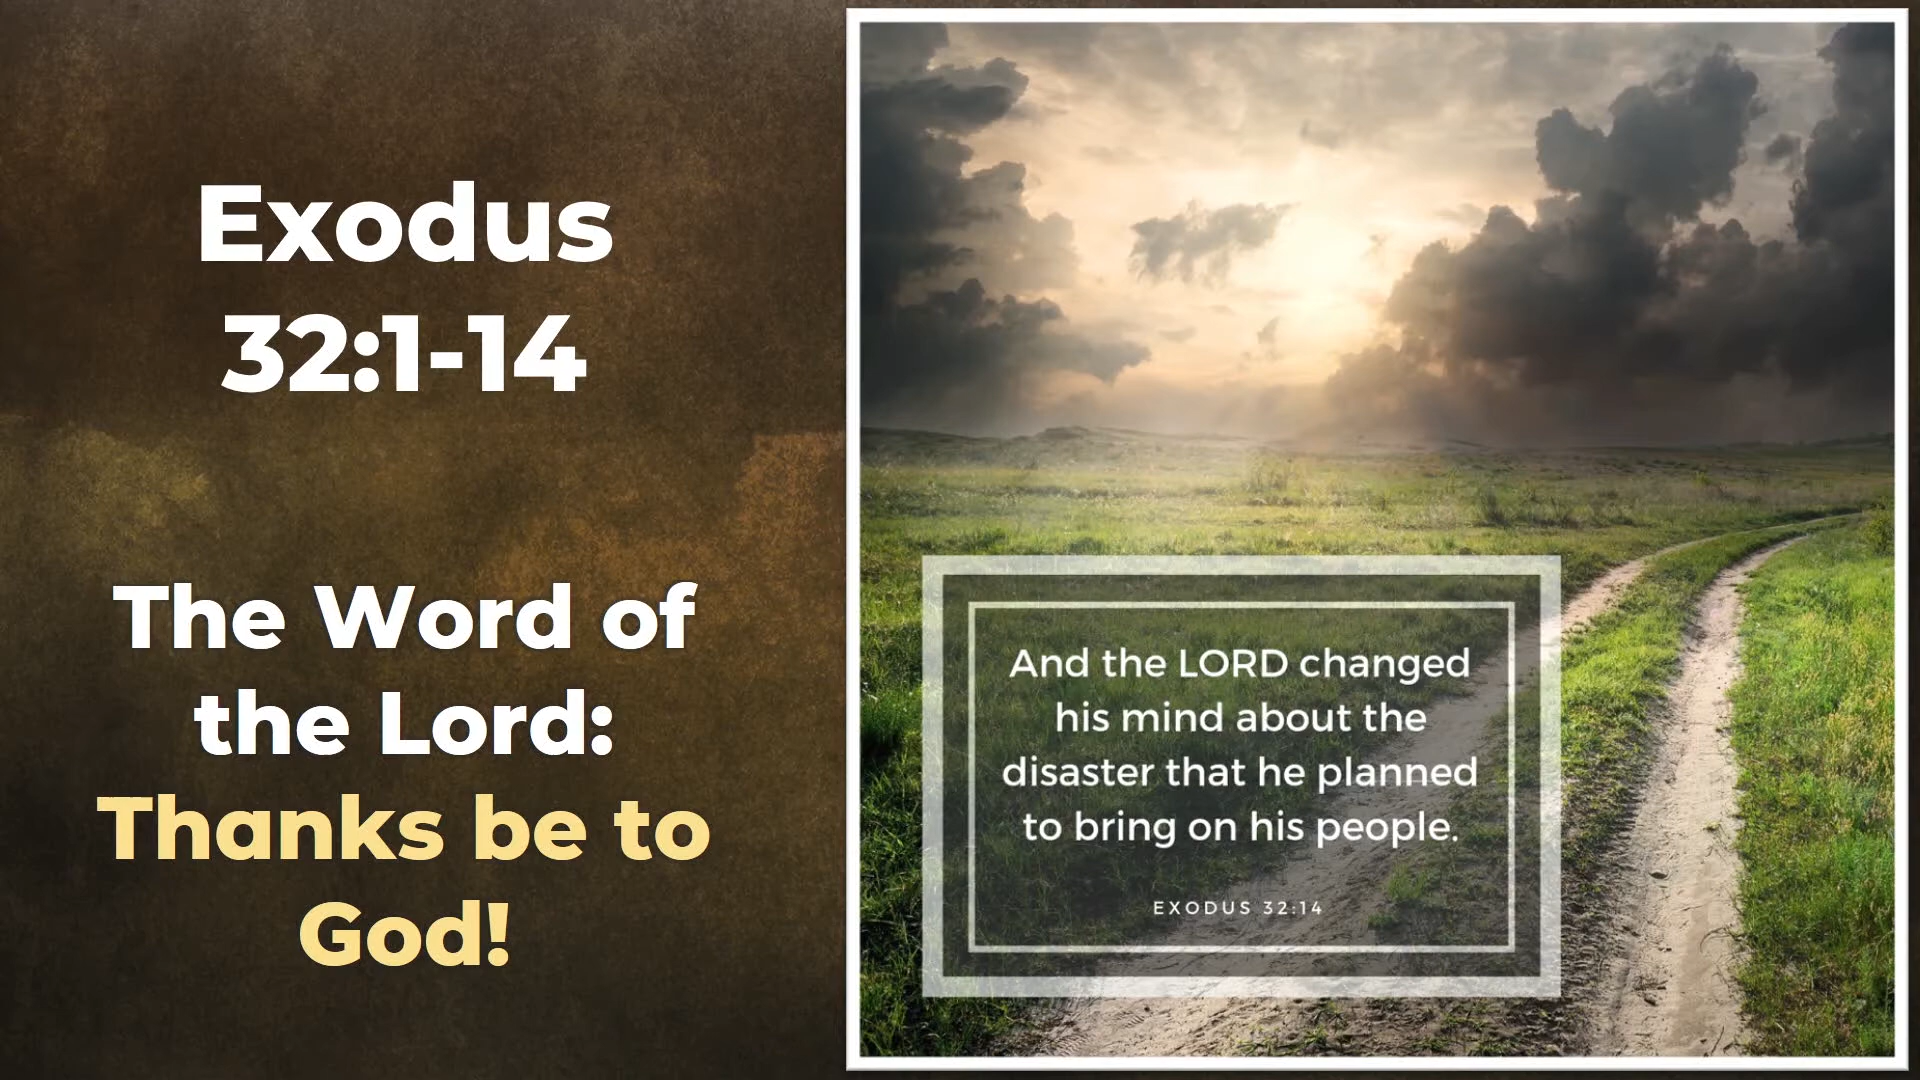 Exodus
32:1-14
The Word of
the Lord:
Thanks be to
God!
And the LORD changed
his mind about the
disaster that he planned
to bring on his people.
EXODUS 32:14